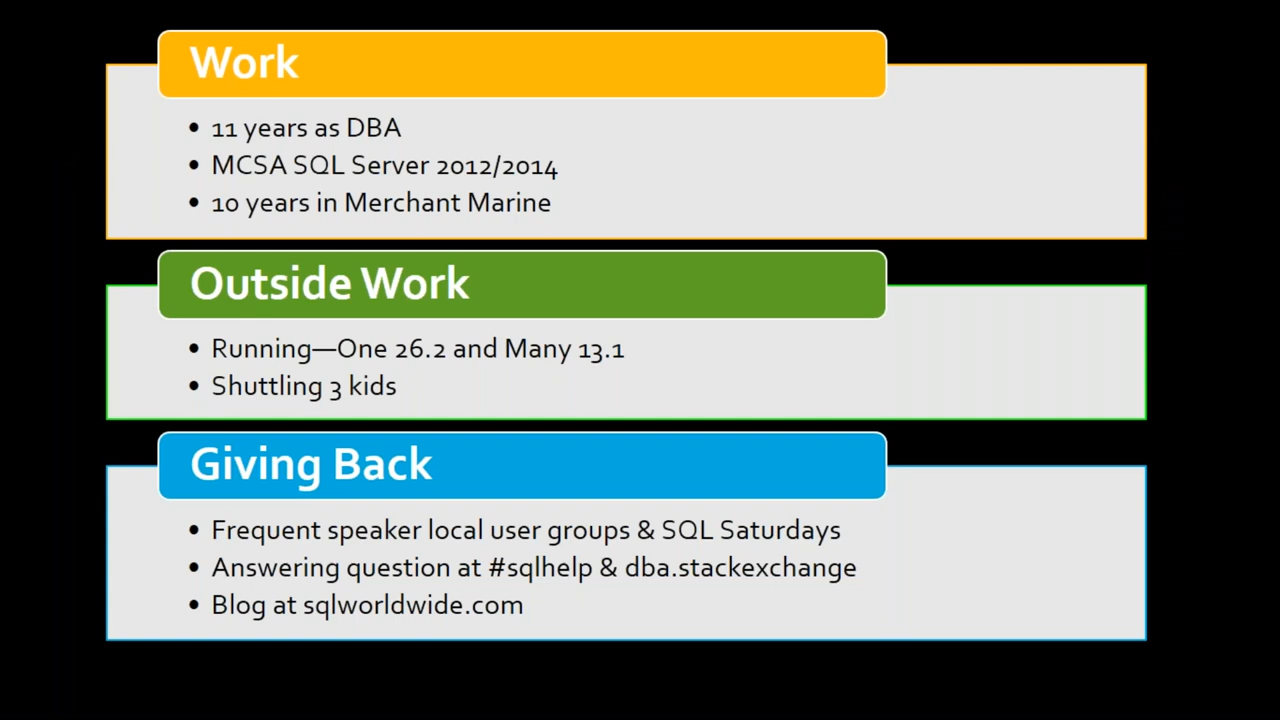 Work
• 11 years as DBA
• MCSA SQL Server 2012/2014
• 10 years in Merchant Marine
Outside Work
• Running—One 26.2 and Many 13.1
• Shuttling 3 kids
Giving Back
• Frequent speaker local user groups & SQL Saturdays
• Answering question at #sqlhelp & dba.stackexchange
• Blog at sqlworldwide.com